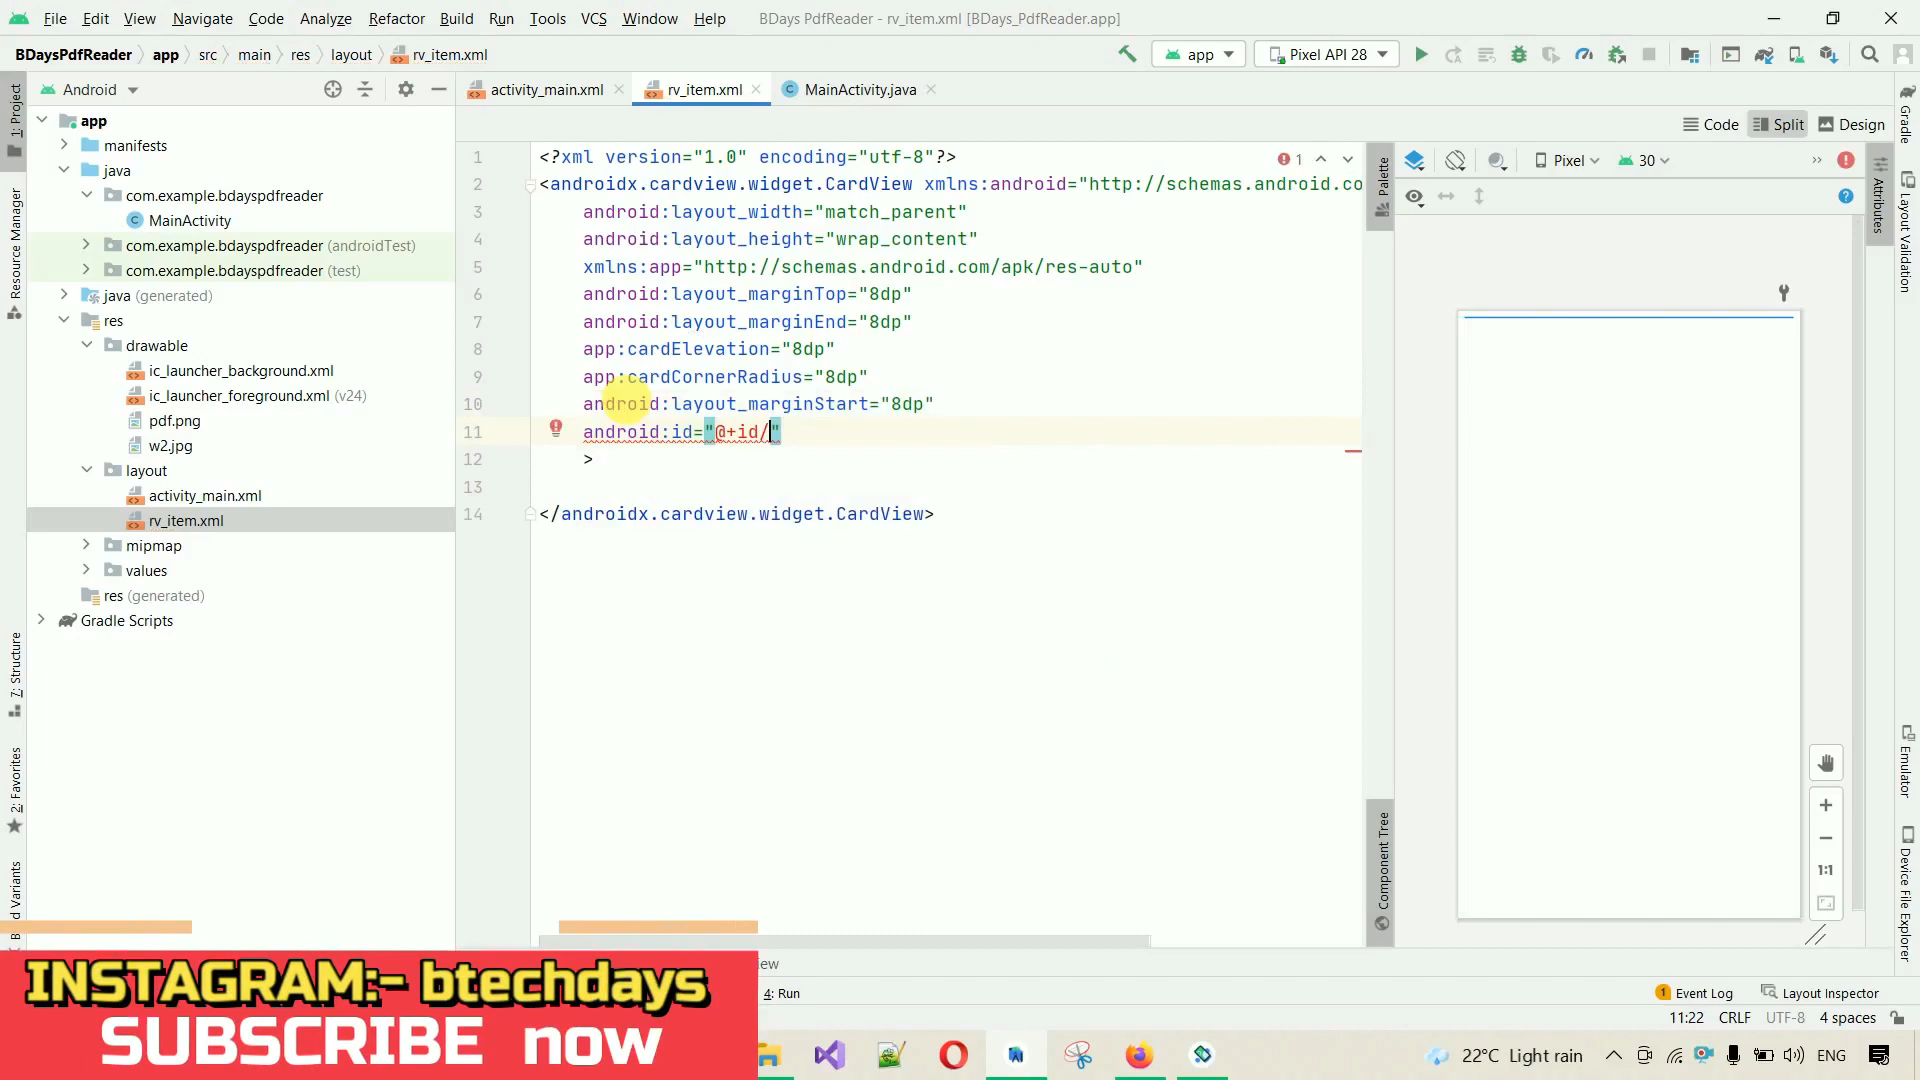 File Edit View Navigate Code Analyze Refactor Build Run Tools VCS Window Help BDays PdfReader - rv_item.xml [BDays_PdfReader.app]
BDaysPdfReader app src main res layout rv_item.xml app Pixel API 28
Android activity_main.xml rv_item.xml MainActivity.java
Code Split Design
app
manifests
java
com.example.bdayspdfreader
MainActivity
com.example.bdayspdfreader (androidTest)
com.example.bdayspdfreader (test)
java (generated)
res
drawable
ic_launcher_background.xml
ic_launcher_foreground.xml (v24)
pdf.png
w2.jpg
layout
activity_main.xml
rv_item.xml
mipmap
values
res (generated)
Gradle Scripts
1: Project
Resource Manager
7: Structure
2: Favorites
1 <?xml version="1.0" encoding="utf-8"?>
2 <androidx.cardview.widget.CardView xmlns:android="http://schemas.android.co
3 android:layout_width="match_parent"
4 android:layout_height="wrap_content"
5 xmlns:app="http://schemas.android.com/apk/res-auto"
6 android:layout_marginTop="8dp"
7 android:layout_marginEnd="8dp"
8 app:cardElevation="8dp"
9 app:cardCornerRadius="8dp"
10 android:layout_marginStart="8dp"
11 android:id="@+id/"
12 >
13
14 </androidx.cardview.widget.CardView>
1
Palette
Component Tree
Pixel 30
1:1
Attributes
Gradle
Layout Validation
Emulator
Device File Explorer
INSTAGRAM:- btechdays
SUBSCRIBE now
4: Run Event Log Layout Inspector
11:22 CRLF UTF-8 4 spaces
22°C Light rain ENG